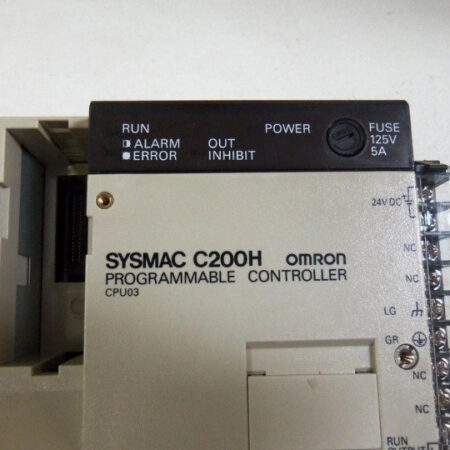 RUN
POWER
FUSE
ALARM OUT
125V
ERROR INHIBIT
5A
24V DC
NC
SYSMAC C200H OMRON
PROGRAMMABLE CONTROLLER
NC
CPU03
LG
GR
NC
NC
RUN
OUTPUT